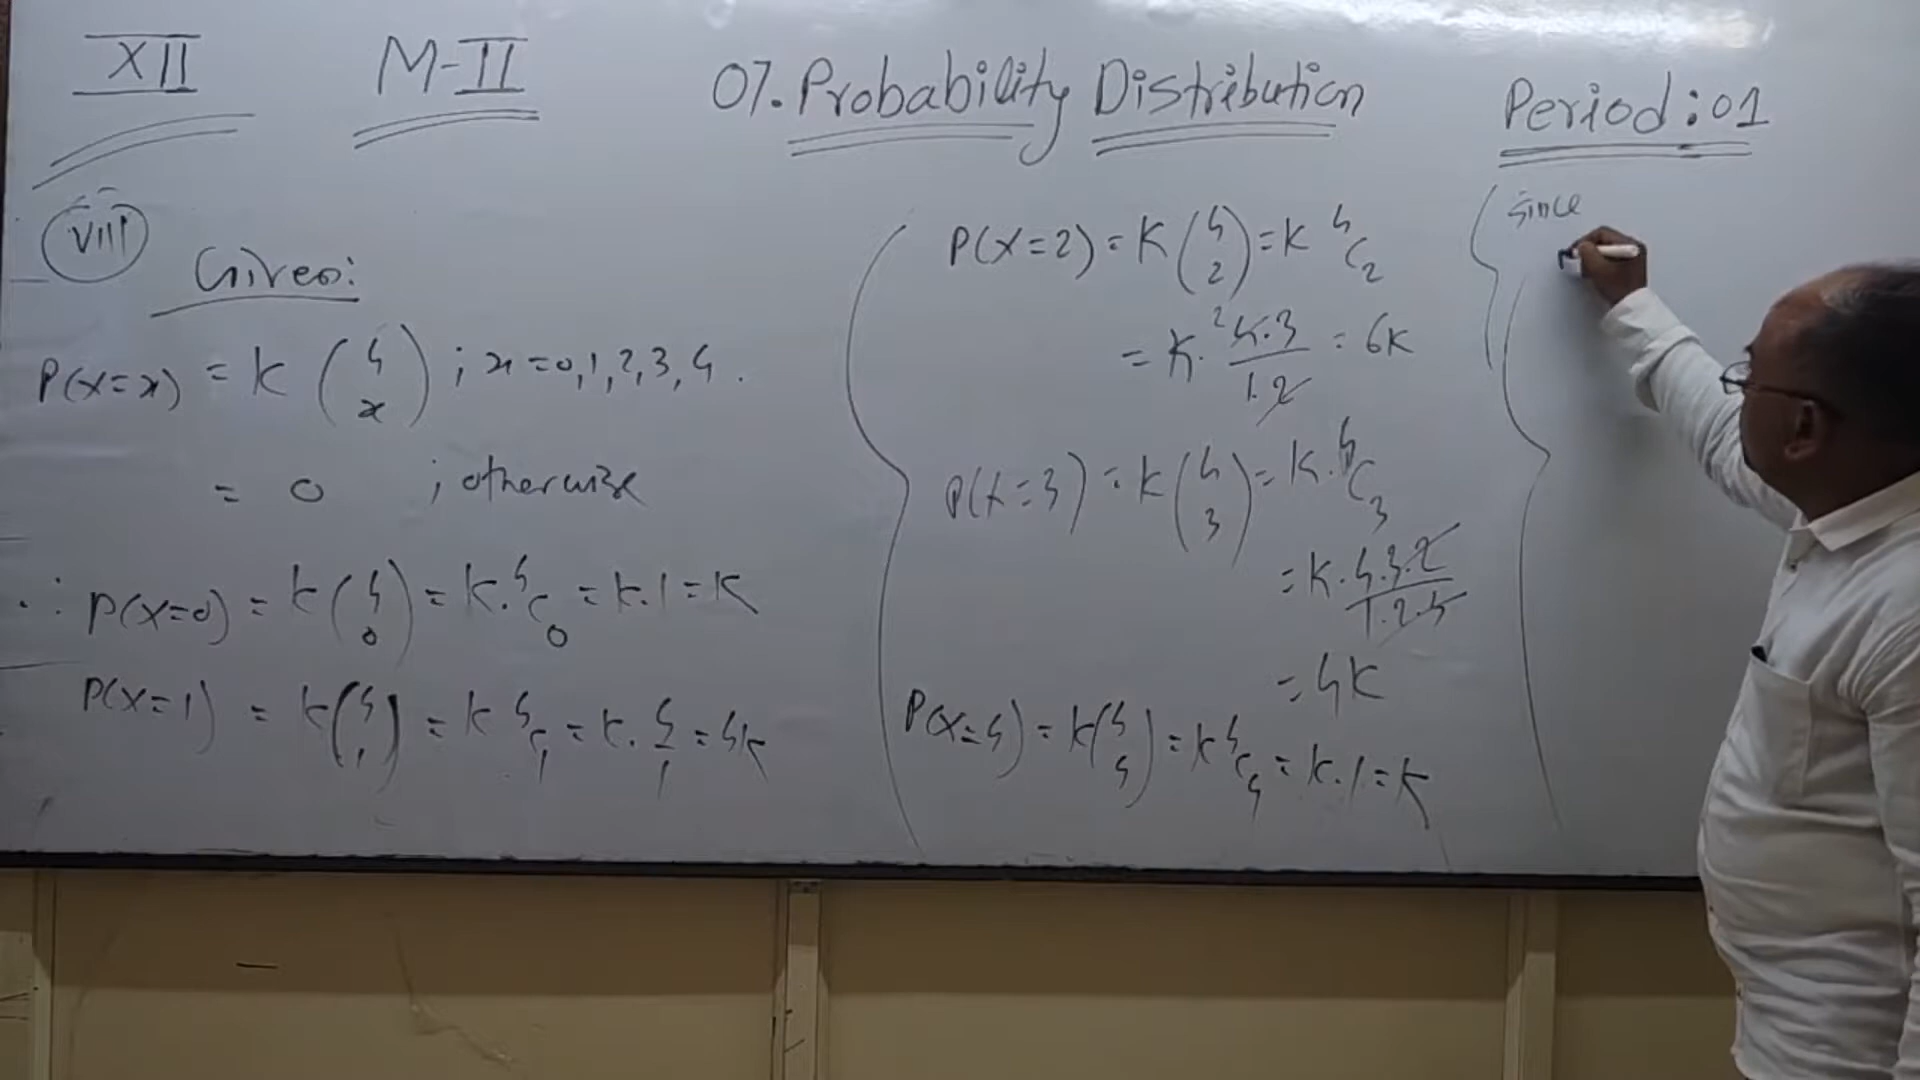 XII M-II 07. Probability Distribution Period: 01
VIII
Given:
P(X=x) = K (4 x) ; x=0,1,2,3,4.
= 0 ; otherwise
∴ P(X=0) = K (4 0) = K. ⁴C₀ = K.1 = K
P(X=1) = K (4 1) = K ⁴C₁ = K. 4/1 = 4K
P(X=2) = K (4 2) = K ⁴C₂
= K. ² 4.3/1.2 = 6K
P(X=3) = K (4 3) = K. ⁴C₃
= K. 4.3.2/1.2.3
= 4K
P(X=4) = K (4 4) = K ⁴C₄ = K.1 = K
Since